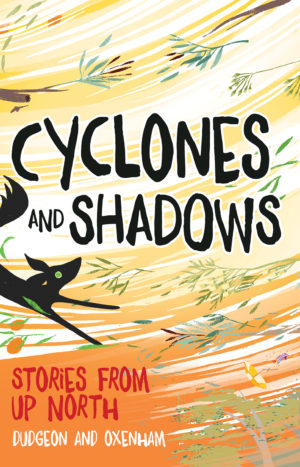 CYCLONES
AND SHADOWS
STORIES FROM
UP NORTH
DUDGEON AND OXENHAM